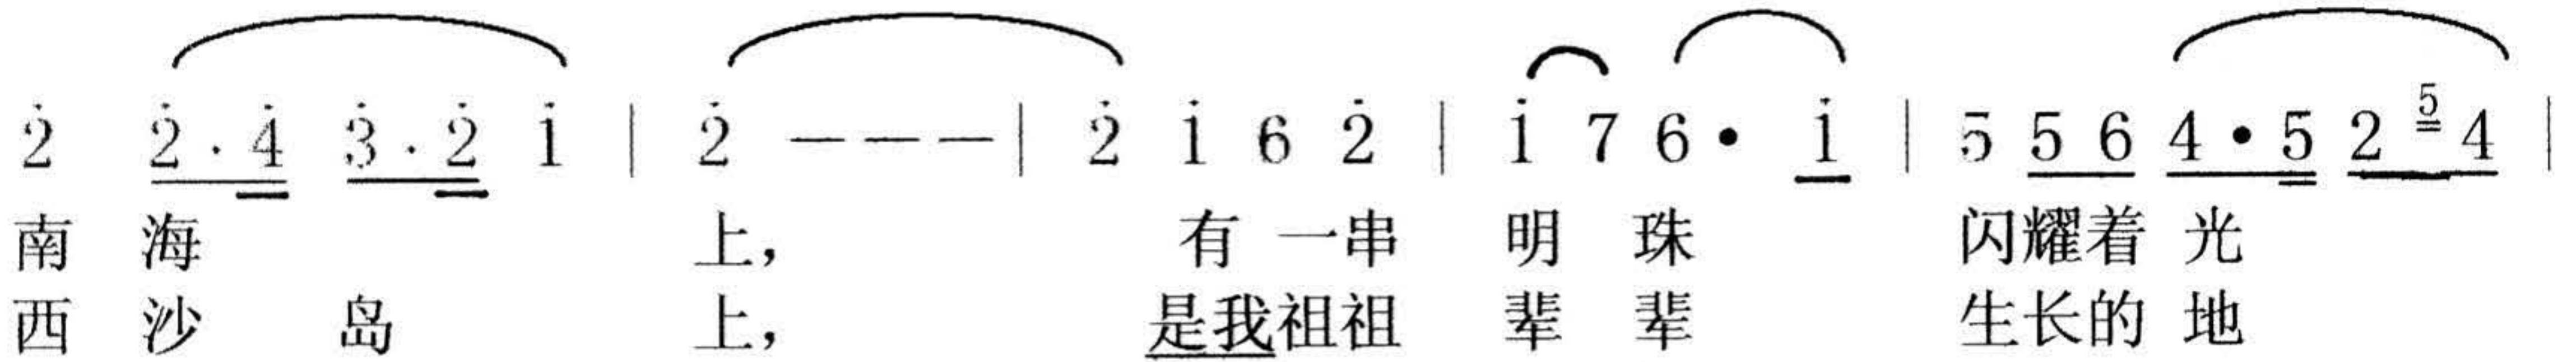 2̇ 2̇·4̇ 3̇·2̇ 1̇ | 2̇ — — — | 2̇ 1̇ 6 2̇ | 1̇ 7 6· 1̇ | 5 5 6 4·5 2 5 4 |
南 海 上， 有 一串 明 珠 闪耀着 光
西 沙 岛 上， 是我祖祖 辈 辈 生长的 地